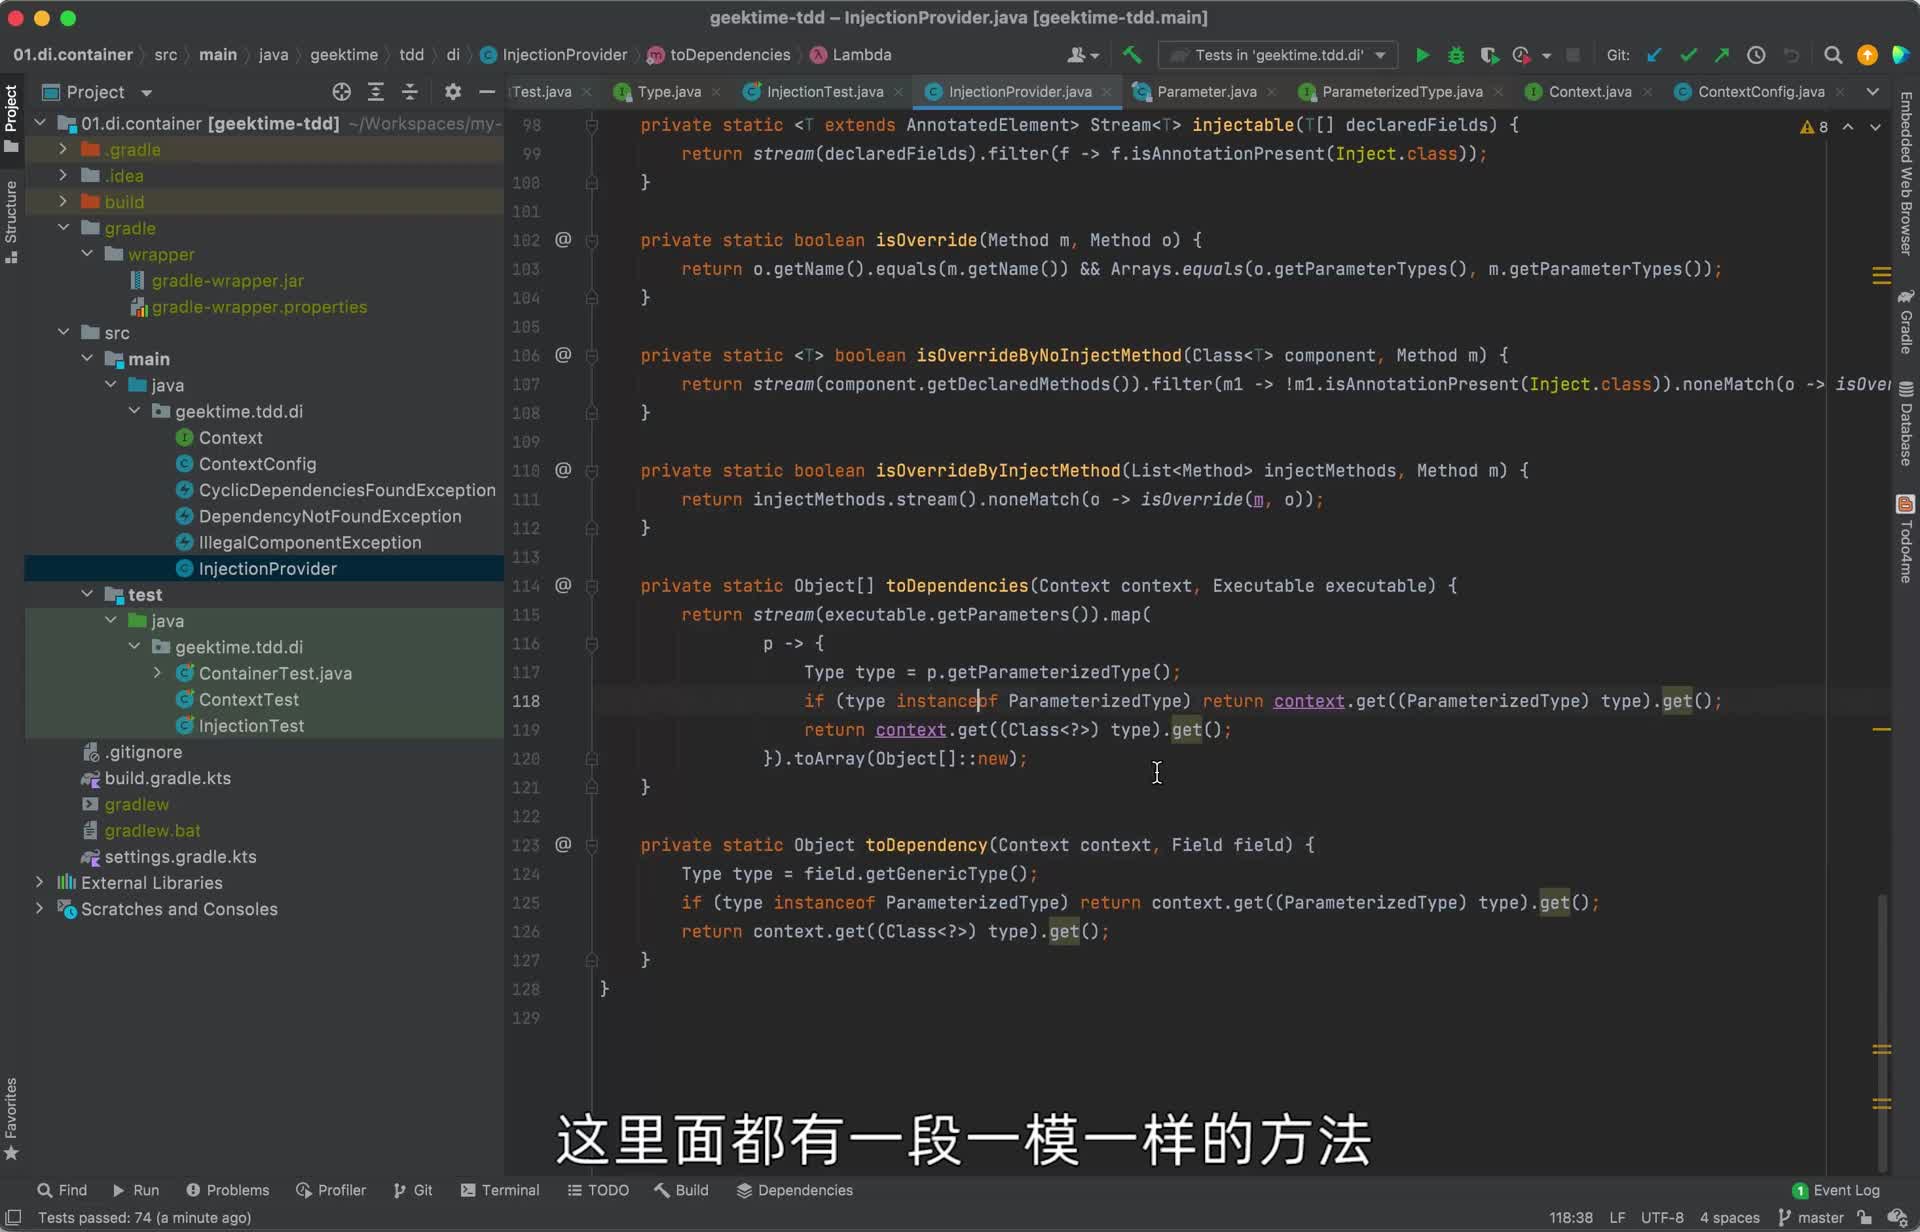 geektime-tdd – InjectionProvider.java [geektime-tdd.main]
01.di.container src main java geektime tdd di InjectionProvider toDependencies Lambda
Tests in 'geektime.tdd.di' Git:
Project
Test.java Type.java InjectionTest.java InjectionProvider.java Parameter.java ParameterizedType.java Context.java ContextConfig.java
01.di.container [geektime-tdd] ~/Workspaces/my-
.gradle
.idea
build
gradle
wrapper
gradle-wrapper.jar
gradle-wrapper.properties
src
main
java
geektime.tdd.di
Context
ContextConfig
CyclicDependenciesFoundException
DependencyNotFoundException
IllegalComponentException
InjectionProvider
test
java
geektime.tdd.di
ContainerTest.java
ContextTest
InjectionTest
.gitignore
build.gradle.kts
gradlew
gradlew.bat
settings.gradle.kts
External Libraries
Scratches and Consoles
Project
Structure
Favorites
8
98 private static <T extends AnnotatedElement> Stream<T> injectable(T[] declaredFields) {
99 return stream(declaredFields).filter(f -> f.isAnnotationPresent(Inject.class));
100 }
101
102 @ private static boolean isOverride(Method m, Method o) {
103 return o.getName().equals(m.getName()) && Arrays.equals(o.getParameterTypes(), m.getParameterTypes());
104 }
105
106 @ private static <T> boolean isOverrideByNoInjectMethod(Class<T> component, Method m) {
107 return stream(component.getDeclaredMethods()).filter(m1 -> !m1.isAnnotationPresent(Inject.class)).noneMatch(o -> isOver
108 }
109
110 @ private static boolean isOverrideByInjectMethod(List<Method> injectMethods, Method m) {
111 return injectMethods.stream().noneMatch(o -> isOverride(m, o));
112 }
113
114 @ private static Object[] toDependencies(Context context, Executable executable) {
115 return stream(executable.getParameters()).map(
116 p -> {
117 Type type = p.getParameterizedType();
118 if (type instanceof ParameterizedType) return context.get((ParameterizedType) type).get();
119 return context.get((Class<?>) type).get();
120 }).toArray(Object[]::new);
121 }
122
123 @ private static Object toDependency(Context context, Field field) {
124 Type type = field.getGenericType();
125 if (type instanceof ParameterizedType) return context.get((ParameterizedType) type).get();
126 return context.get((Class<?>) type).get();
127 }
128 }
129
Embedded Web Browser
Gradle
Database
Todo4me
这里面都有一段一模一样的方法
Find Run Problems Profiler Git Terminal TODO Build Dependencies 1 Event Log
Tests passed: 74 (a minute ago) 118:38 LF UTF-8 4 spaces master